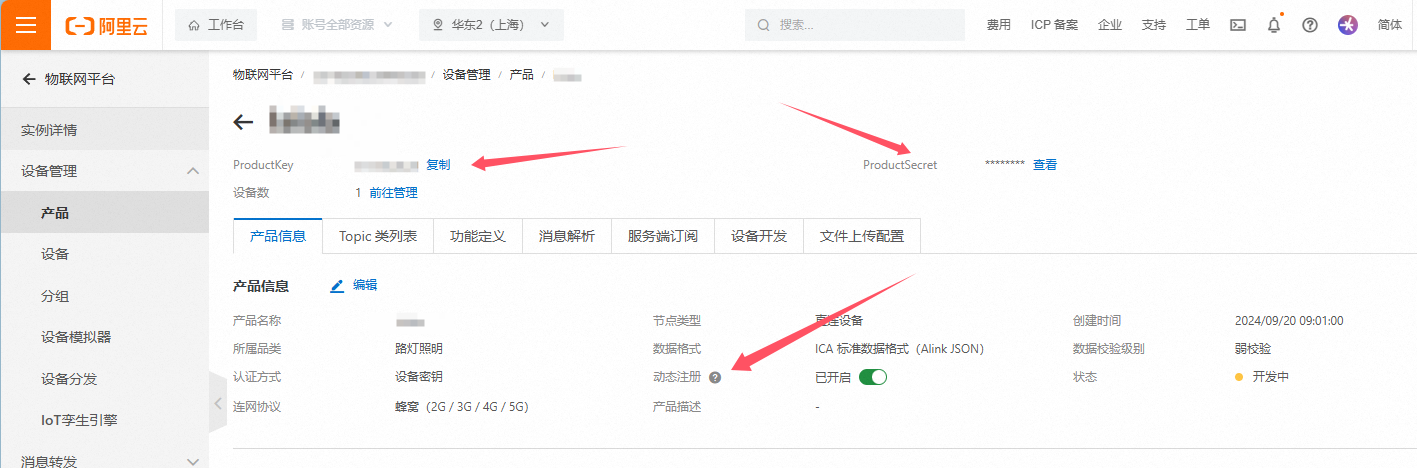 阿里云 工作台 账号全部资源 华东2（上海） 搜索... 费用 ICP 备案 企业 支持 工单 简体
物联网平台
物联网平台 / / 设备管理 / 产品 /
实例详情
设备管理
产品
设备
分组
设备模拟器
设备分发
IoT孪生引擎
消息转发
ProductKey 复制 ProductSecret ******** 查看
设备数 1 前往管理
产品信息 Topic 类列表 功能定义 消息解析 服务端订阅 设备开发 文件上传配置
产品信息 编辑
产品名称 节点类型 直连设备 创建时间 2024/09/20 09:01:00
所属品类 路灯照明 数据格式 ICA 标准数据格式（Alink JSON） 数据校验级别 弱校验
认证方式 设备密钥 动态注册 ? 已开启 状态 开发中
连网协议 蜂窝（2G / 3G / 4G / 5G） 产品描述 -